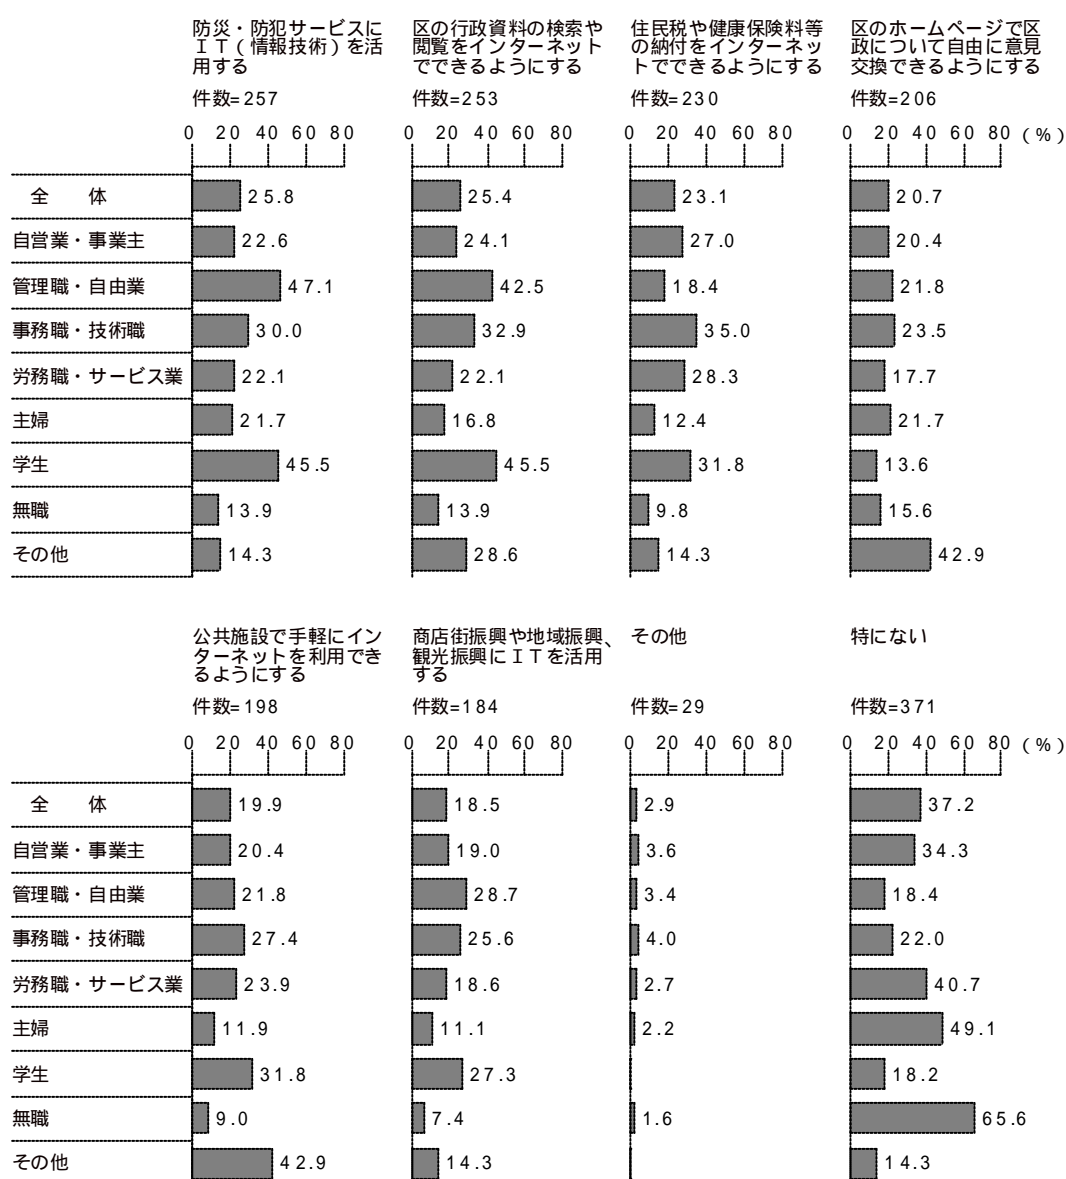 防災・防犯サービスに
ＩＴ(情報技術)を活
用する
件数=257
区の行政資料の検索や
閲覧をインターネット
でできるようにする
件数=253
住民税や健康保険料等
の納付をインターネッ
トでできるようにする
件数=230
区のホームページで区
政について自由に意見
交換できるようにする
件数=206
0 20 40 60 80 0 20 40 60 80 0 20 40 60 80 0 20 40 60 80 (%)
全　体 25.8 25.4 23.1 20.7
自営業・事業主 22.6 24.1 27.0 20.4
管理職・自由業 47.1 42.5 18.4 21.8
事務職・技術職 30.0 32.9 35.0 23.5
労務職・サービス業 22.1 22.1 28.3 17.7
主婦 21.7 16.8 12.4 21.7
学生 45.5 45.5 31.8 13.6
無職 13.9 13.9 9.8 15.6
その他 14.3 28.6 14.3 42.9
公共施設で手軽にイン
ターネットを利用でき
るようにする
件数=198
商店街振興や地域振興、
観光振興にＩＴを活用
する
件数=184
その他
件数=29
特にない
件数=371
0 20 40 60 80 0 20 40 60 80 0 20 40 60 80 0 20 40 60 80 (%)
全　体 19.9 18.5 2.9 37.2
自営業・事業主 20.4 19.0 3.6 34.3
管理職・自由業 21.8 28.7 3.4 18.4
事務職・技術職 27.4 25.6 4.0 22.0
労務職・サービス業 23.9 18.6 2.7 40.7
主婦 11.9 11.1 2.2 49.1
学生 31.8 27.3 18.2
無職 9.0 7.4 1.6 65.6
その他 42.9 14.3 14.3